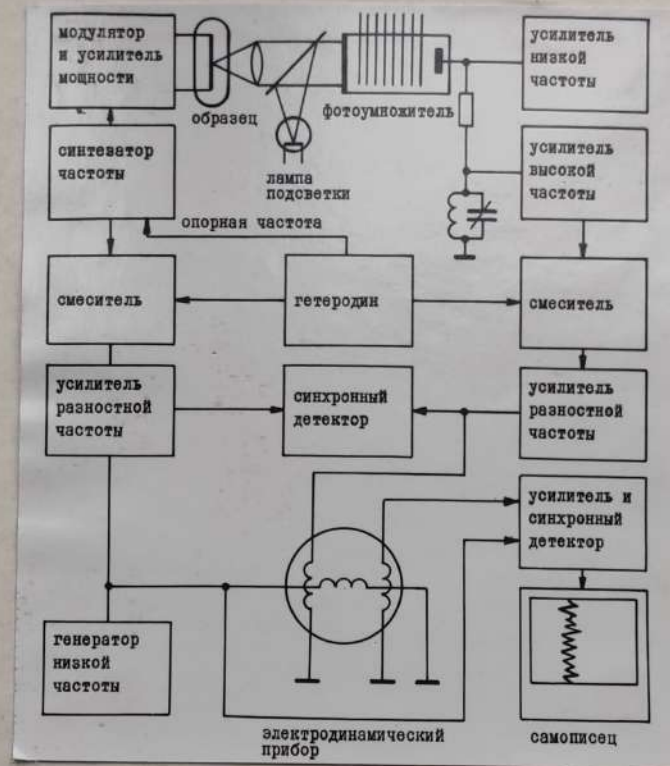 модулятор
и усилитель
мощности
образец
лампа
подсветки
фотоумножитель
усилитель
низкой
частоты
синтеватор
частоты
усилитель
высокой
частоты
опорная частота
смеситель
гетеродин
смеситель
усилитель
разностной
частоты
синхронный
детектор
усилитель
разностной
частоты
усилитель и
синхронный
детектор
генератор
низкой
частоты
электродинамический
прибор
самописец